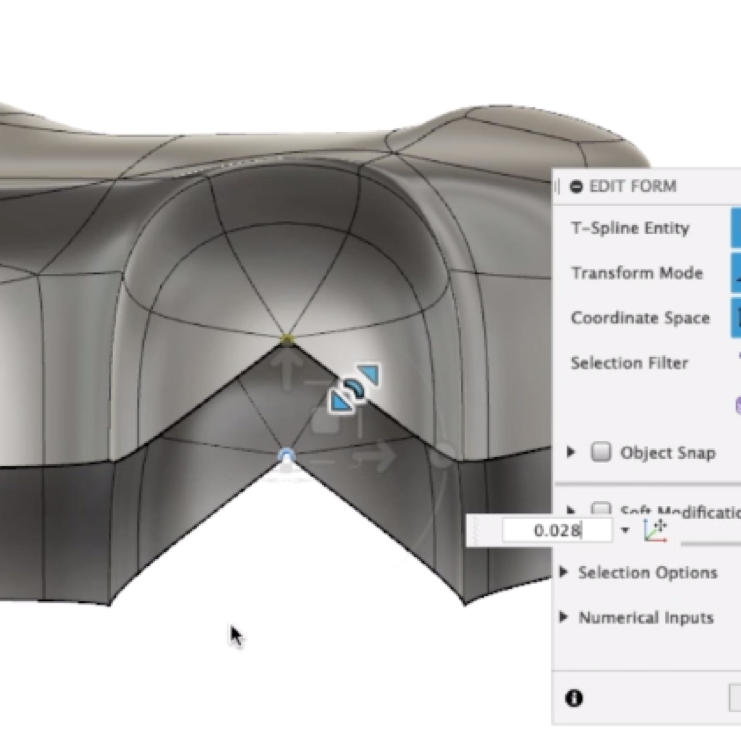 EDIT FORM
T-Spline Entity
Transform Mode
Coordinate Space
Selection Filter
Object Snap
Soft Modificatio
0.028
Selection Options
Numerical Inputs